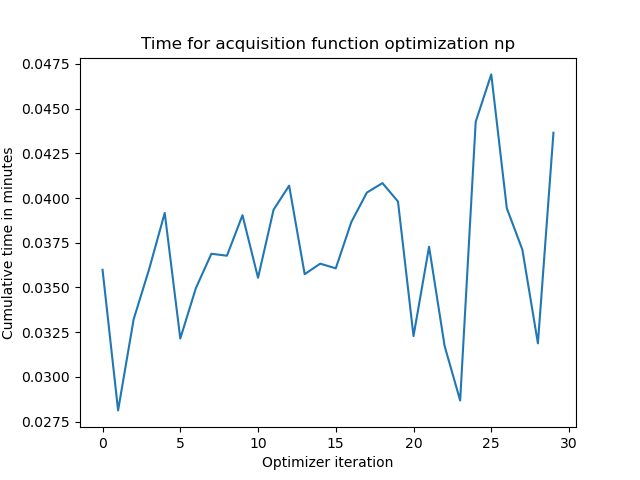 Time for acquisition function optimization np
0.0475
0.0450
0.0425
0.0400
0.0375
0.0350
0.0325
0.0300
0.0275
Cumulative time in minutes
0 5 10 15 20 25 30
Optimizer iteration